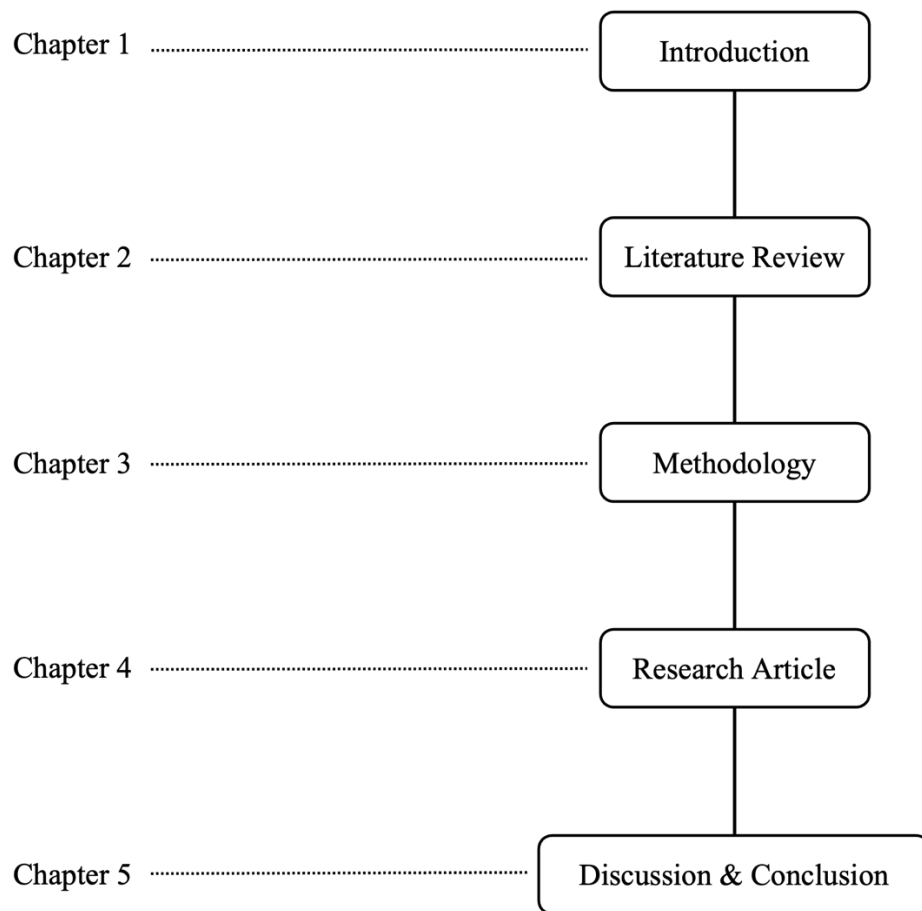 Chapter 1 Introduction
Chapter 2 Literature Review
Chapter 3 Methodology
Chapter 4 Research Article
Chapter 5 Discussion & Conclusion